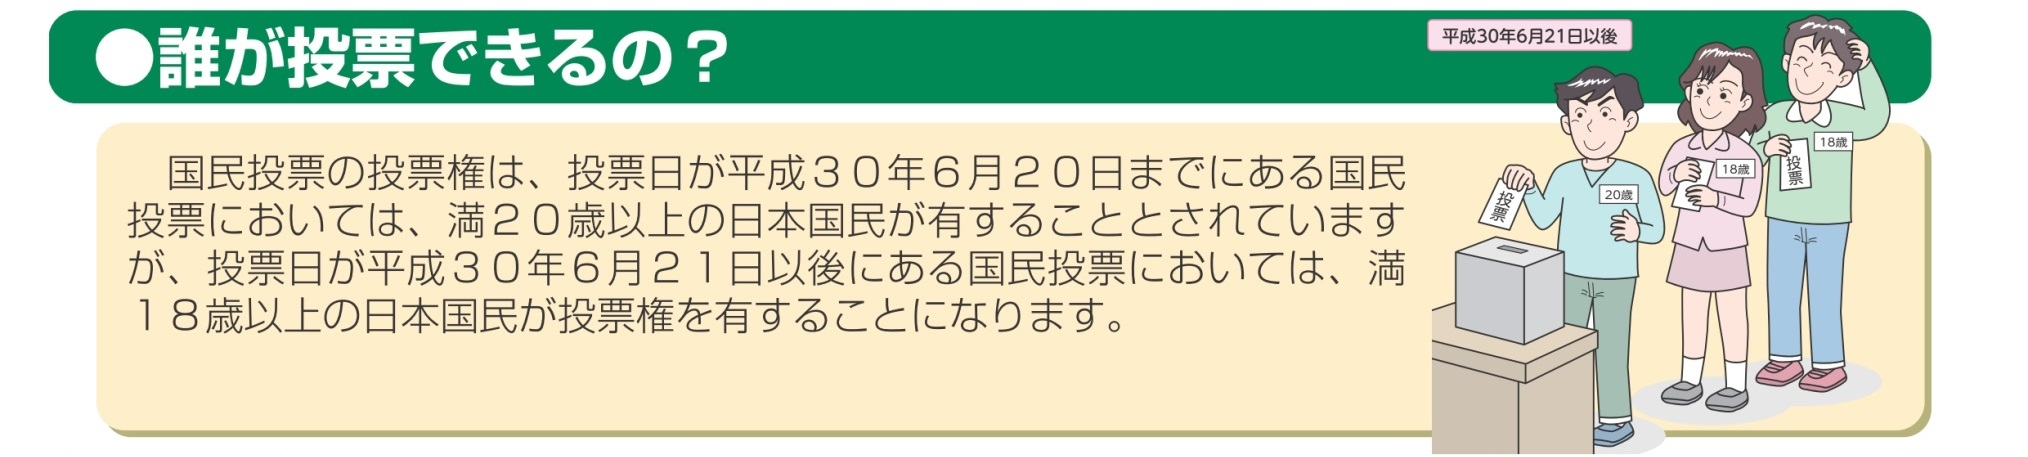 ●誰が投票できるの？
平成30年6月21日以後
　国民投票の投票権は、投票日が平成３０年６月２０日までにある国民
投票においては、満２０歳以上の日本国民が有することとされています
が、投票日が平成３０年６月２１日以後にある国民投票においては、満
１８歳以上の日本国民が投票権を有することになります。
18歳
18歳
20歳
投票
投票